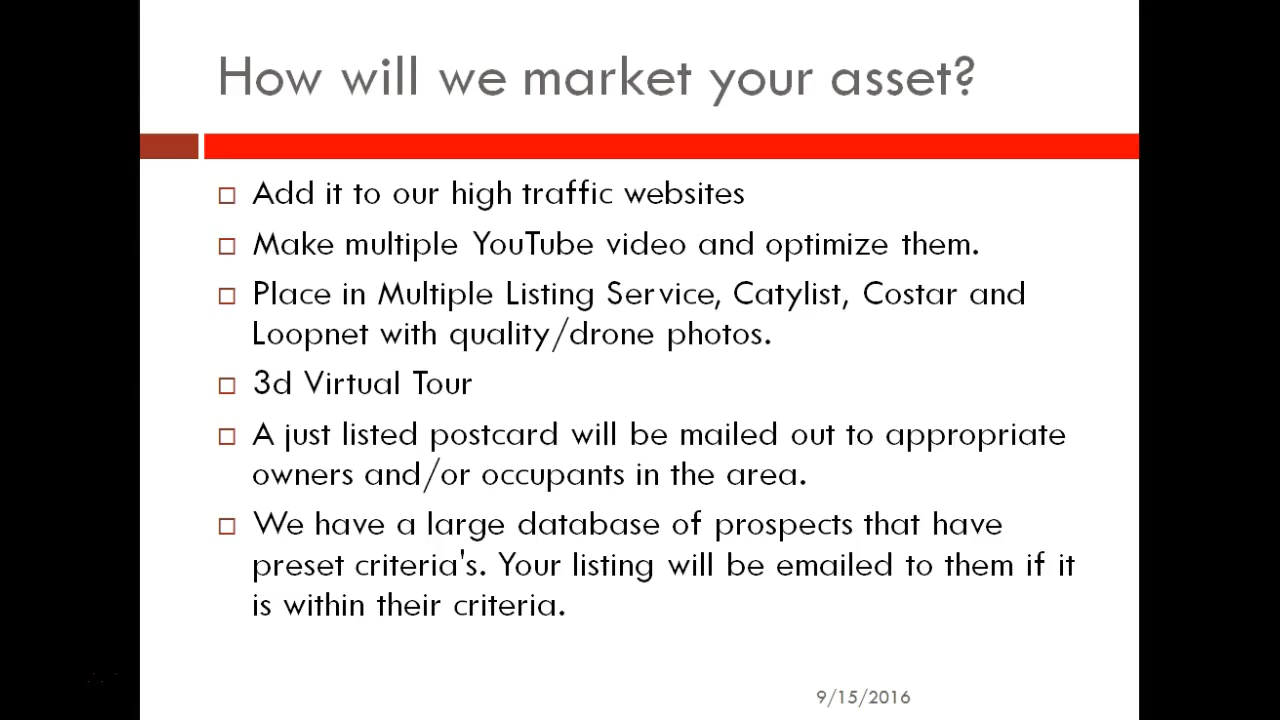 How will we market your asset?
Add it to our high traffic websites
Make multiple YouTube video and optimize them.
Place in Multiple Listing Service, Catylist, Costar and
Loopnet with quality/drone photos.
3d Virtual Tour
A just listed postcard will be mailed out to appropriate
owners and/or occupants in the area.
We have a large database of prospects that have
preset criteria's. Your listing will be emailed to them if it
is within their criteria.
9/15/2016